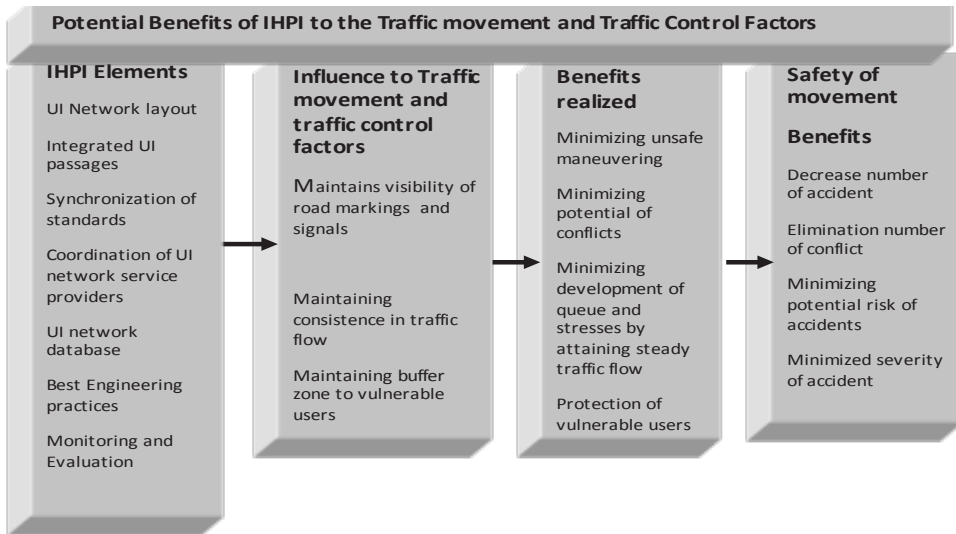 Potential Benefits of IHPI to the Traffic movement and Traffic Control Factors
IHPI Elements
UI Network layout
Integrated UI
passages
Synchronization of
standards
Coordination of UI
network service
providers
UI network
database
Best Engineering
practices
Monitoring and
Evaluation
Influence to Traffic
movement and
traffic control
factors
Maintains visibility of
road markings and
signals
Maintaining
consistence in traffic
flow
Maintaining buffer
zone to vulnerable
users
Benefits
realized
Minimizing unsafe
maneuvering
Minimizing
potential of
conflicts
Minimizing
development of
queue and
stresses by
attaining steady
traffic flow
Protection of
vulnerable users
Safety of
movement
Benefits
Decrease number
of accident
Elimination number
of conflict
Minimizing
potential risk of
accidents
Minimized severity
of accident